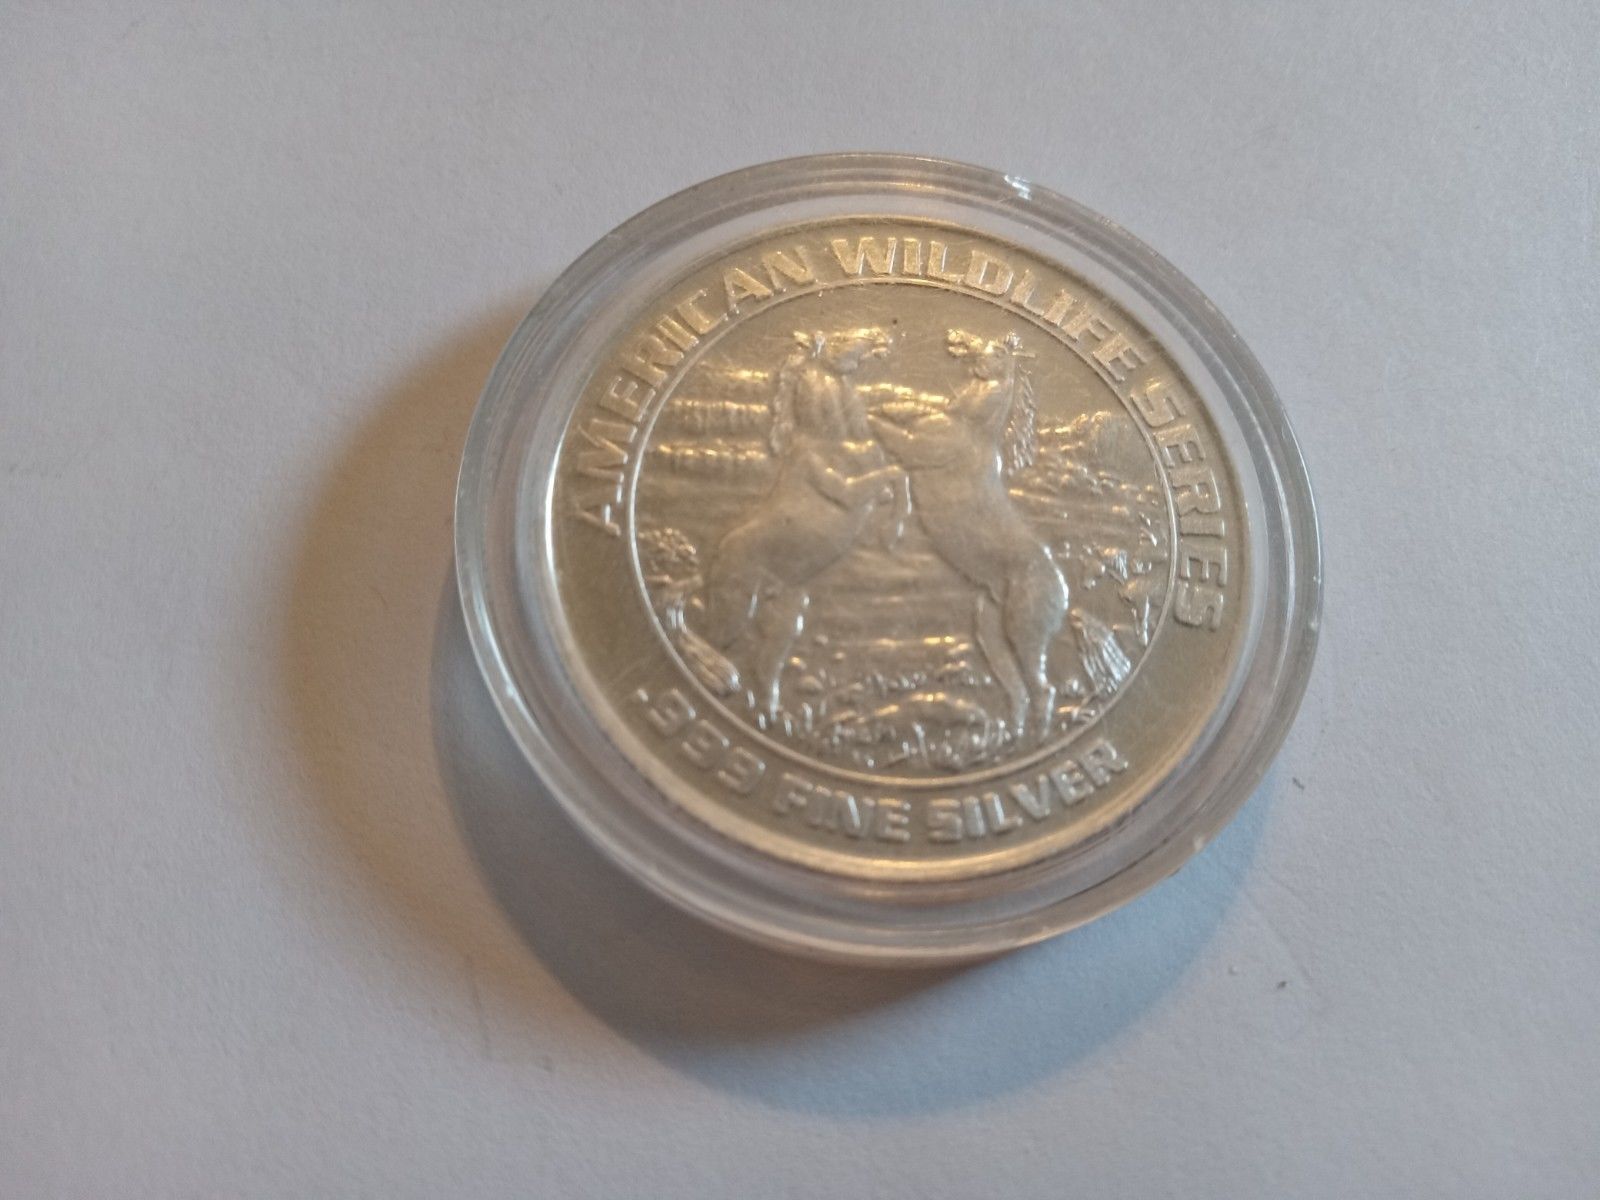 AMERICAN WILDLIFE SERIES
.999 FINE SILVER